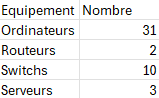 Equipement Nombre
Ordinateurs 31
Routeurs 2
Switchs 10
Serveurs 3